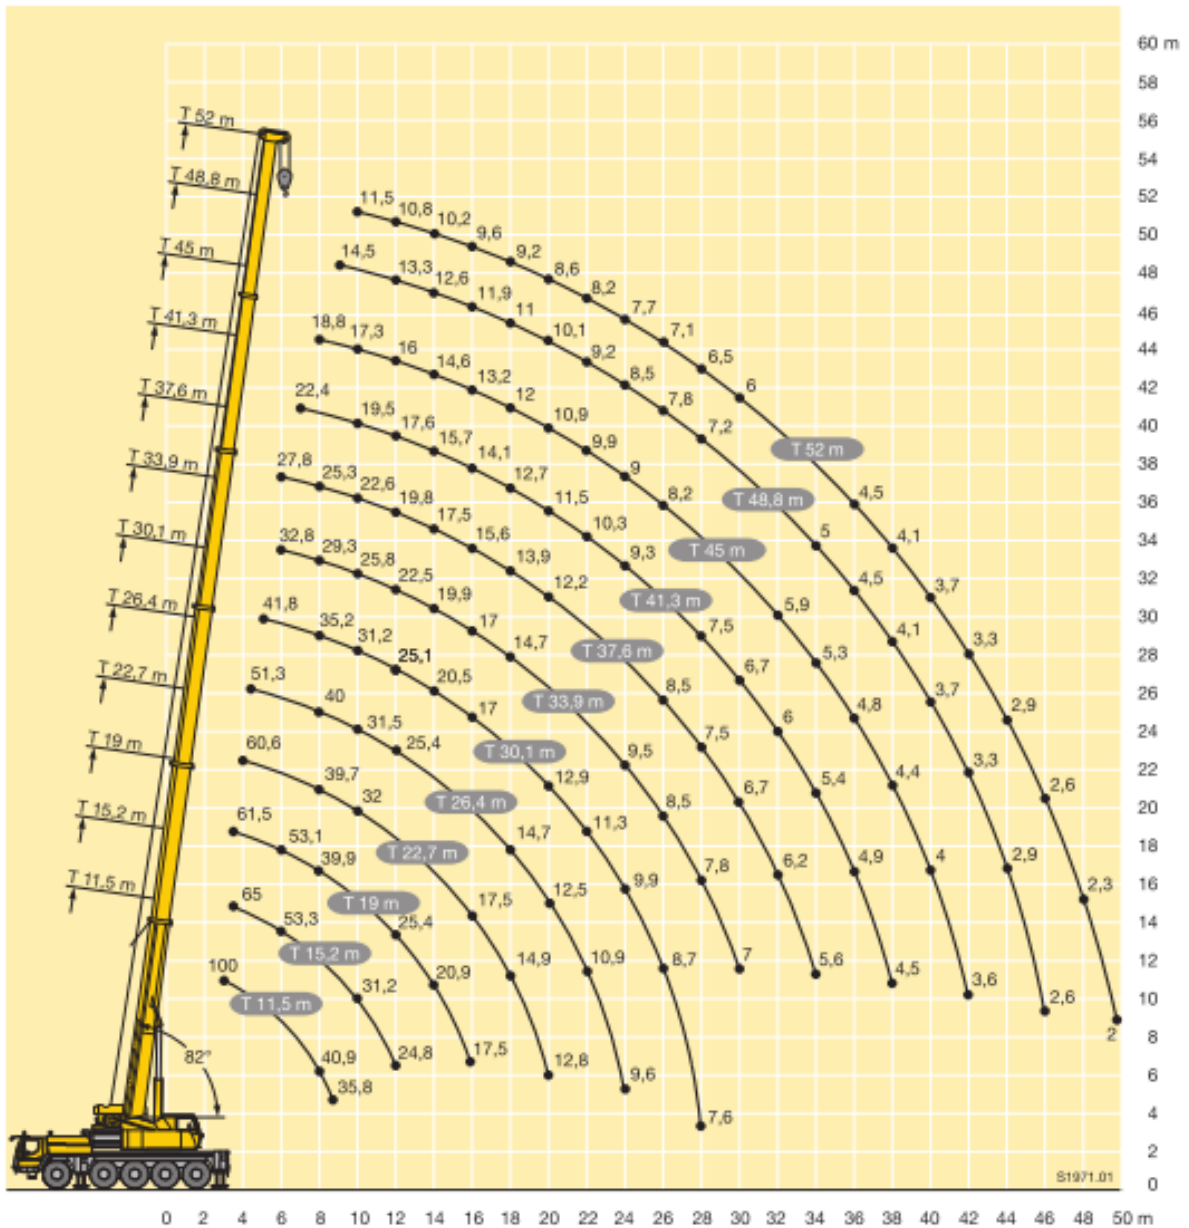 60 m
58
T 52 m
56
54
T 48,8 m
52
11,5 10,8 10,2 9,6 9,2 8,6 8,2 7,7 7,1 6,5 6
50
T 45 m
14,5 13,3 12,6 11,9 11 10,1 9,2 8,5 7,8 7,2
48
46
T 41,3 m
18,8 17,3 16 14,6 13,2 12 10,9 9,9 9 8,2
44
42
T 37,6 m
22,4 19,5 17,6 15,7 14,1 12,7 11,5 10,3 9,3
40
T 52 m
38
T 33,9 m
27,8 25,3 22,6 19,8 17,5 15,6 13,9 12,2
T 48,8 m
4,5 4,1 3,7 3,3 2,9 2,6 2,3 2
36
T 30,1 m
32,8 29,3 25,8 22,5 19,9 17 14,7
T 45 m
5 4,5 4,1 3,7 3,3 2,9 2,6
34
32
T 26,4 m
41,8 35,2 31,2 25,1 20,5 17
T 41,3 m
5,9 5,3 4,8 4,4 4 3,6
30
28
T 22,7 m
51,3 40 31,5 25,4
T 37,6 m
7,5 6,7 6 5,4 4,9 4,5
26
T 19 m
60,6 39,7 32
T 33,9 m
8,5 7,5 6,7 6,2 5,6
24
T 30,1 m
9,5 8,5 7,8 7
22
T 15,2 m
61,5 53,1 39,9
T 26,4 m
12,9 11,3 9,9 8,7 7,6
20
18
T 22,7 m
14,7 12,5 10,9 9,6
T 11,5 m
65 53,3
T 19 m
17,5 14,9 12,8
16
14
T 15,2 m
25,4 20,9 17,5
12
100
T 11,5 m
31,2 24,8
10
8
82°
40,9 35,8
6
4
2
S1971.01
0
0 2 4 6 8 10 12 14 16 18 20 22 24 26 28 30 32 34 36 38 40 42 44 46 48 50 m